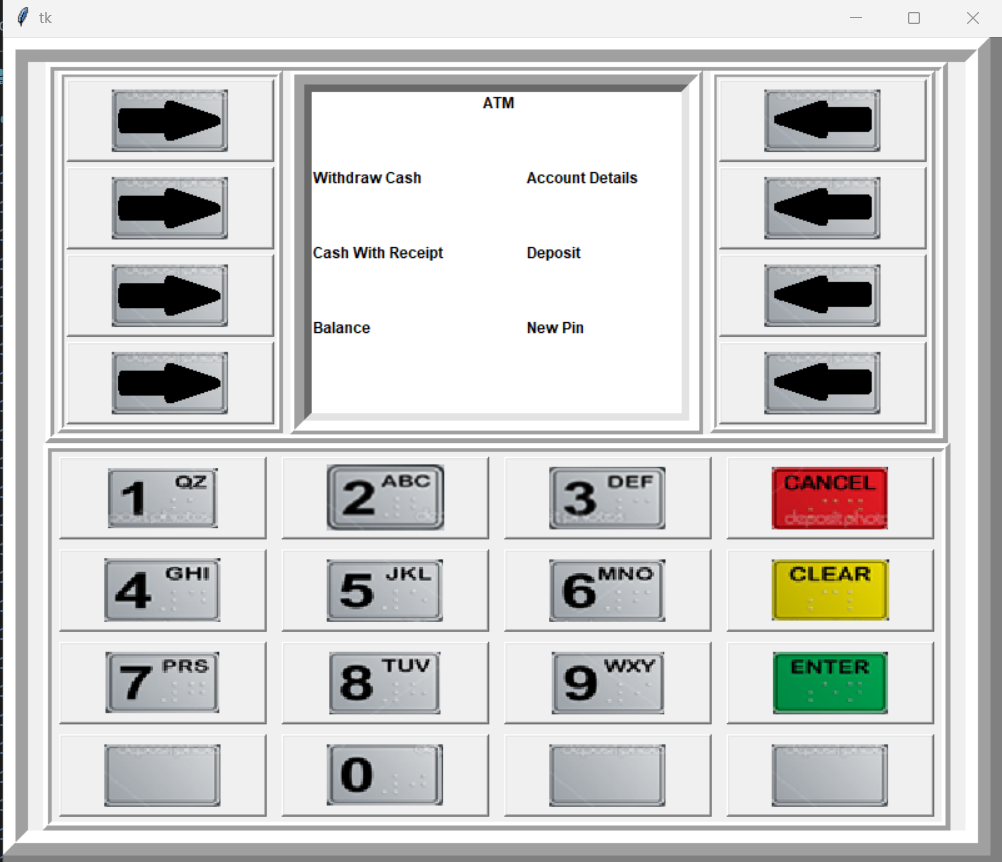 tk
ATM
Withdraw Cash Account Details
Cash With Receipt Deposit
Balance New Pin
1 QZ 2 ABC 3 DEF CANCEL
depositphotos
4 GHI 5 JKL 6 MNO CLEAR
7 PRS 8 TUV 9 WXY ENTER
0